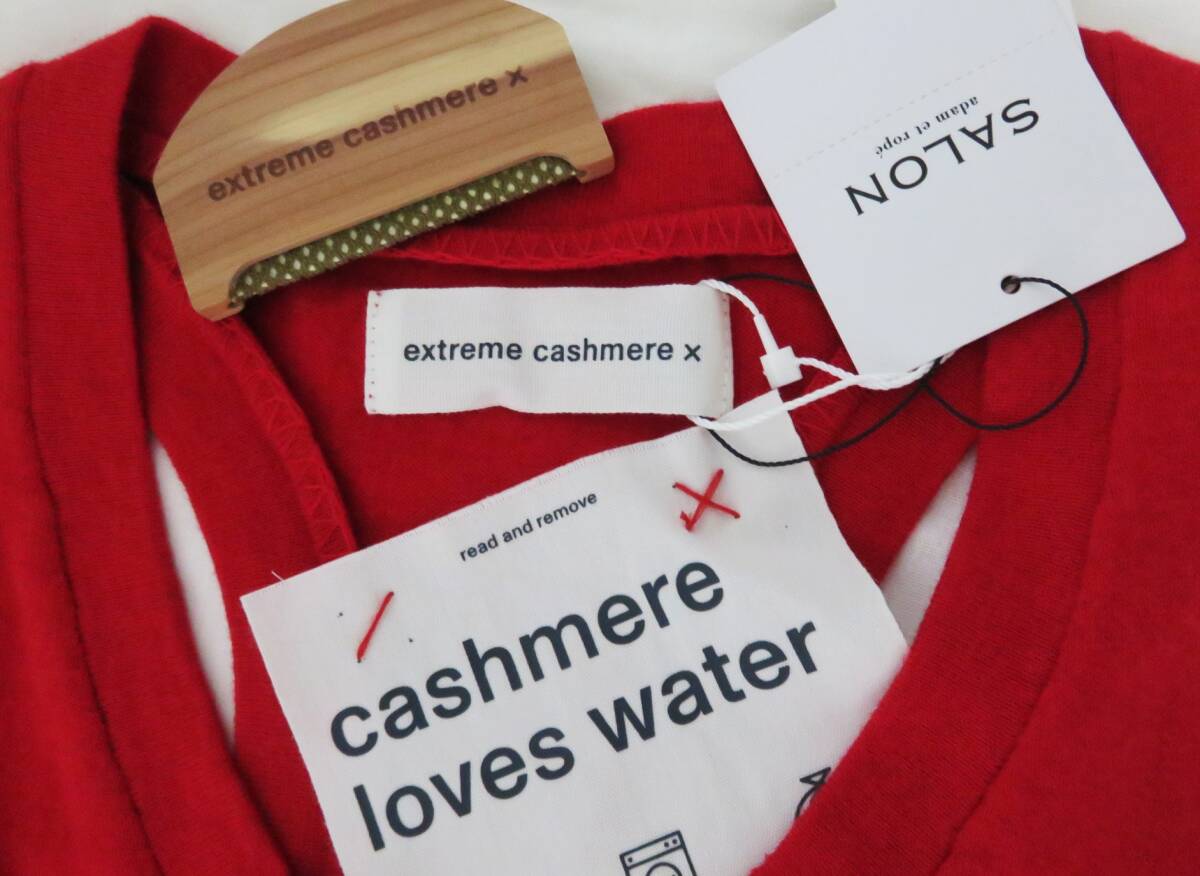 extreme cashmere x
SALON
adam et ropé
extreme cashmere x
read and remove
cashmere
loves water